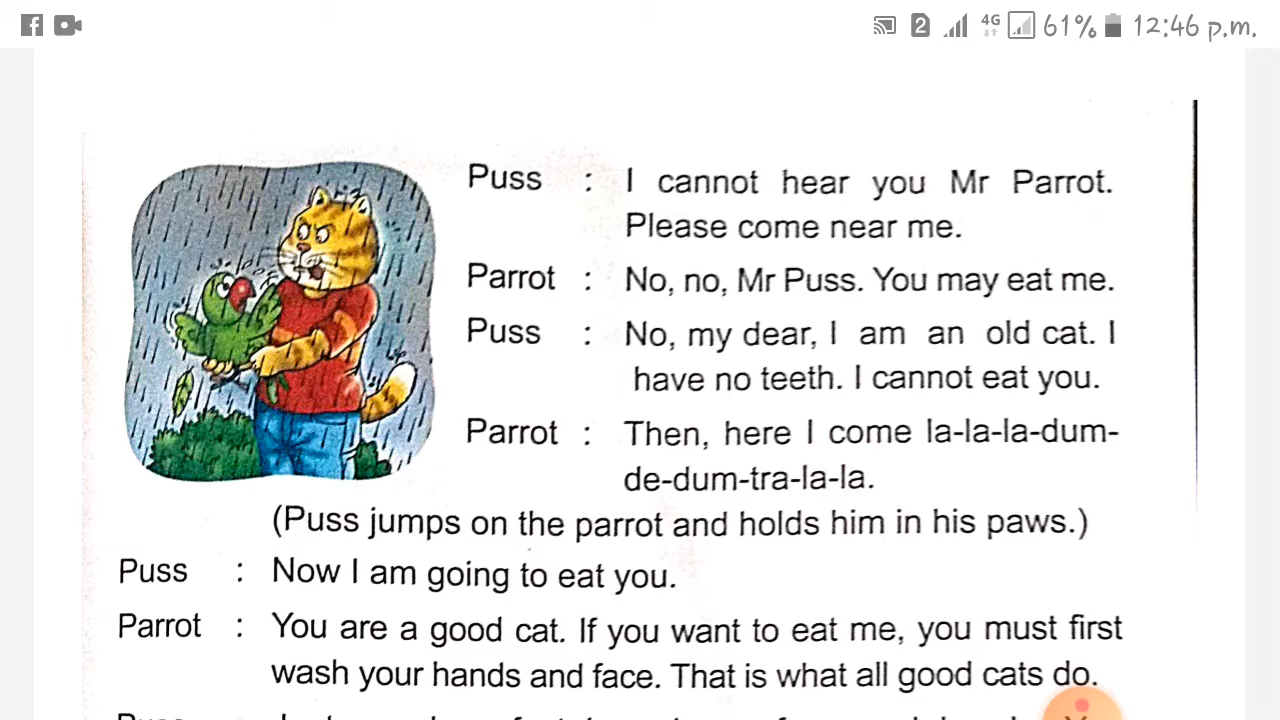 2 4G 61% 12:46 p.m.
Puss : I cannot hear you Mr Parrot.
Please come near me.
Parrot : No, no, Mr Puss. You may eat me.
Puss : No, my dear, I am an old cat. I
have no teeth. I cannot eat you.
Parrot : Then, here I come la-la-la-dum-
de-dum-tra-la-la.
(Puss jumps on the parrot and holds him in his paws.)
Puss : Now I am going to eat you.
Parrot : You are a good cat. If you want to eat me, you must first
wash your hands and face. That is what all good cats do.